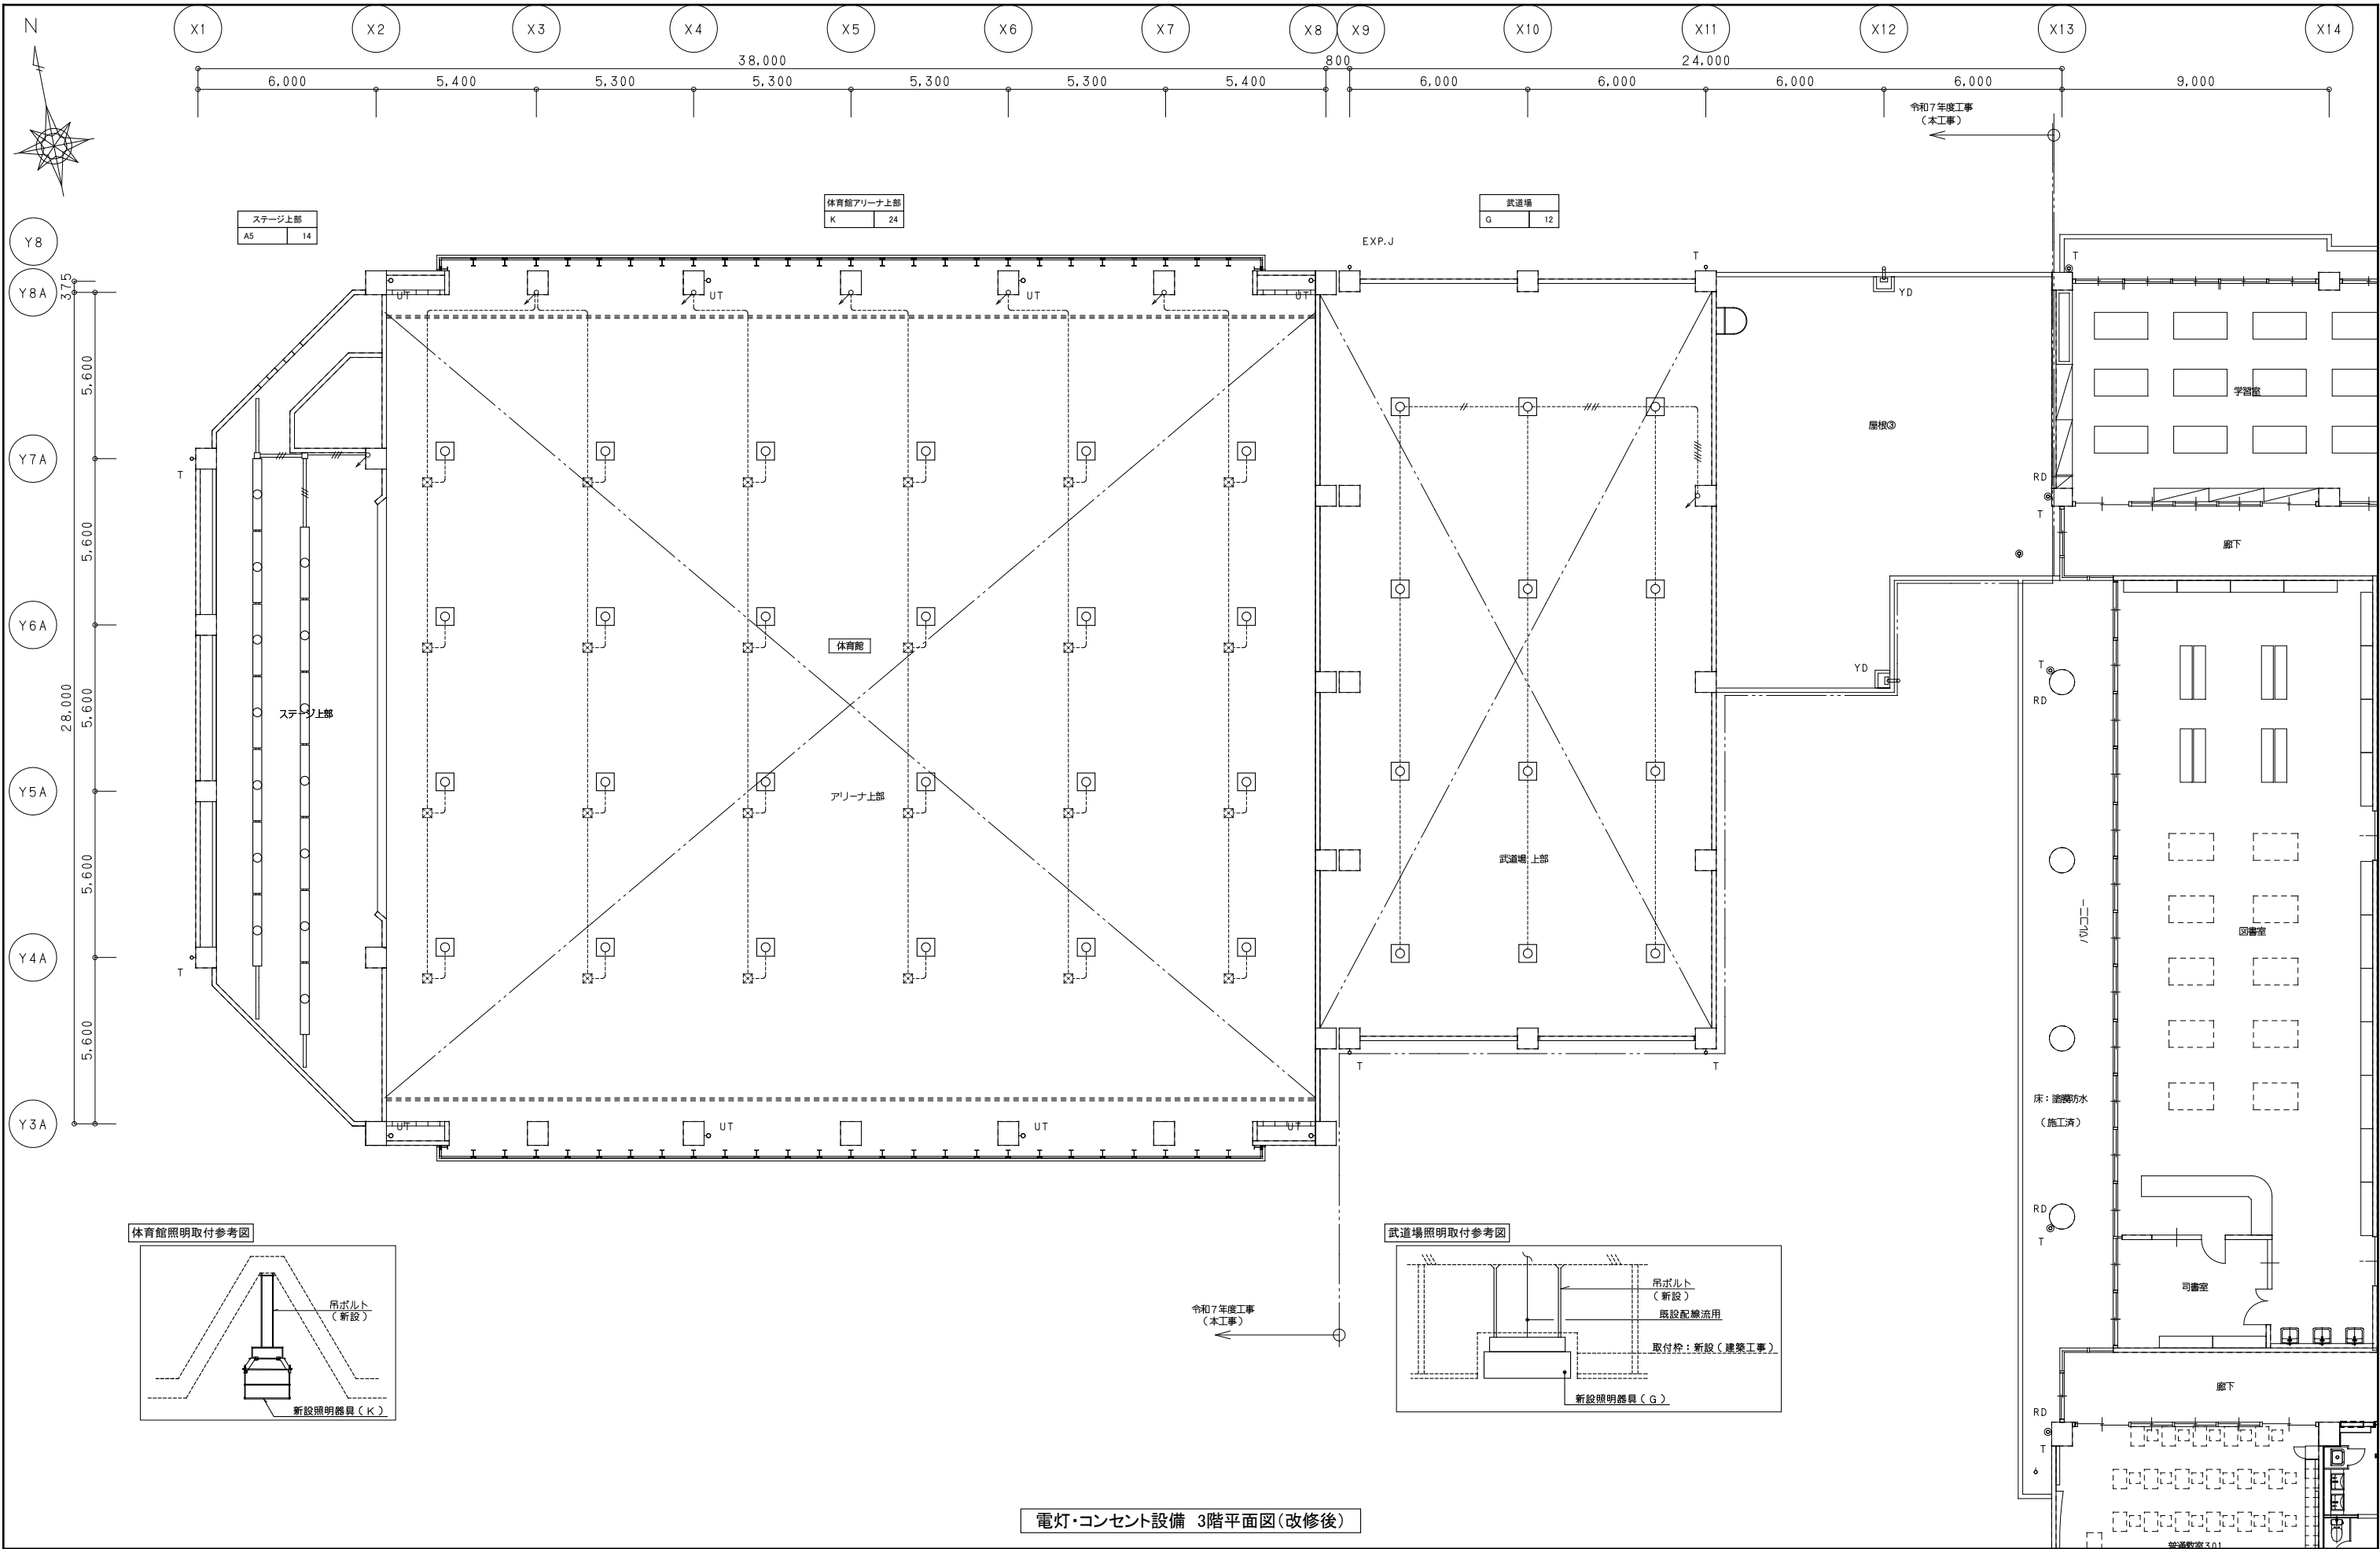 N
X1 X2 X3 X4 X5 X6 X7 X8 X9 X10 X11 X12 X13 X14
38,000 800 24,000
6,000 5,400 5,300 5,300 5,300 5,300 5,400 6,000 6,000 6,000 6,000 9,000
令和7年度工事
（本工事）
ステージ上部
A5 14
体育館アリーナ上部
K 24
武道場
G 12
EXP.J
T
T
Y8
Y8A
375
UT UT UT UT
YD
5,600
学習室
屋根③
Y7A
T
RD
T
5,600
廊下
Y6A
体育館
YD
T
RD
28,000
5,600
ステージ上部
Y5A
アリーナ上部
5,600
武道場 上部
バルコニー
図書室
Y4A
T
5,600
T T
床：塗膜防水
（施工済）
Y3A
UT UT UT UT
RD
T
体育館照明取付参考図
吊ボルト
（新設）
新設照明器具（K）
武道場照明取付参考図
吊ボルト
（新設）
既設配線流用
取付枠：新設（建築工事）
新設照明器具（G）
司書室
令和7年度工事
（本工事）
廊下
RD
T
電灯・コンセント設備 3階平面図（改修後）
普通教室301